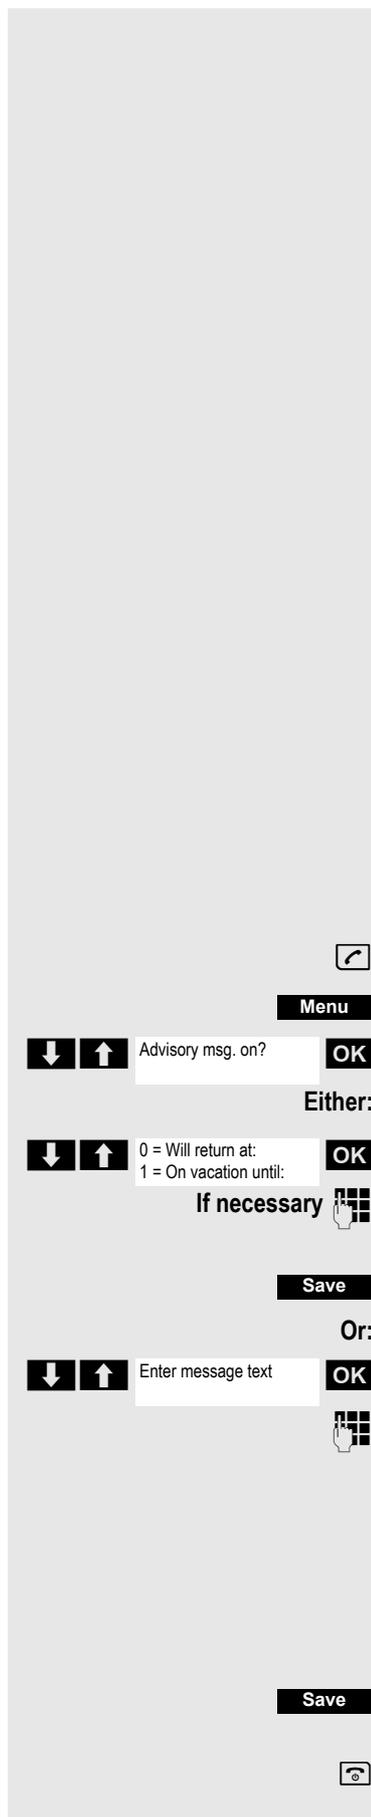 Menu
Advisory msg. on? OK
Either:
0 = Will return at: OK
1 = On vacation until:
If necessary
Save
Or:
Enter message text OK
Save